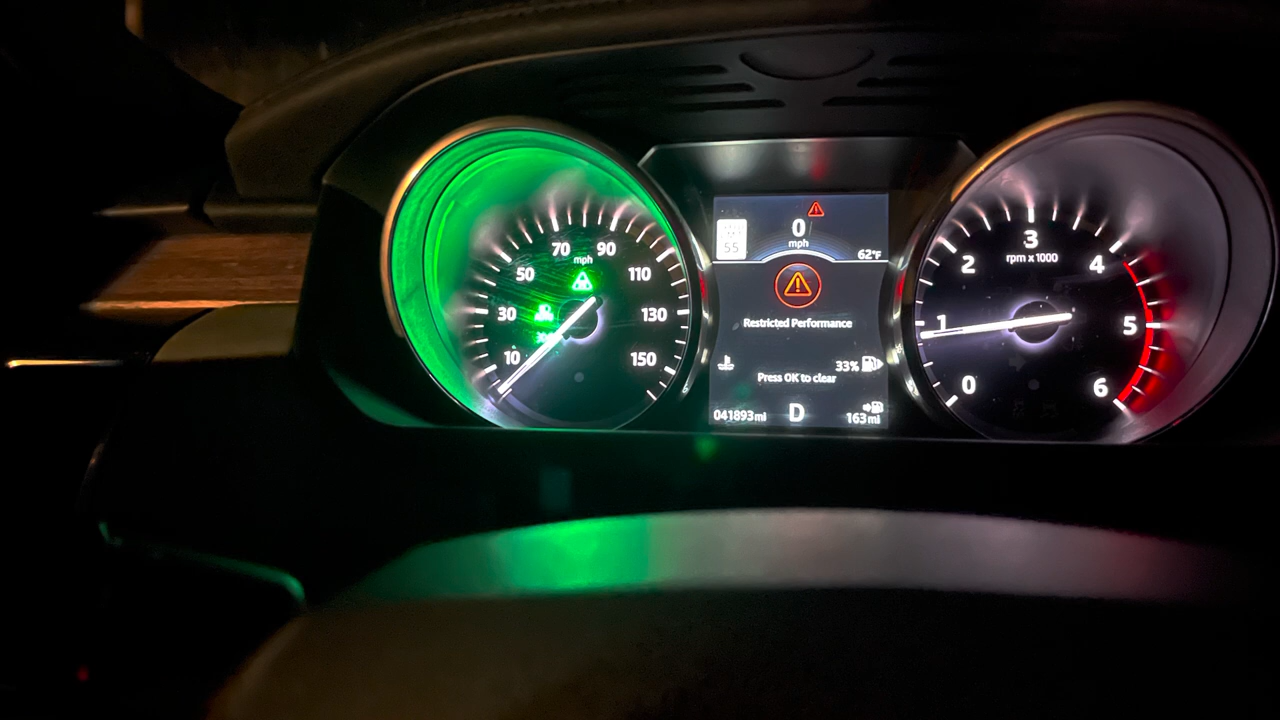 70 90
mph
50 110
30 130
10 150
55
0
mph
62°F
Restricted Performance
33%
Press OK to clear
041893mi D 163mi
3
rpm x 1000
2 4
1 5
0 6